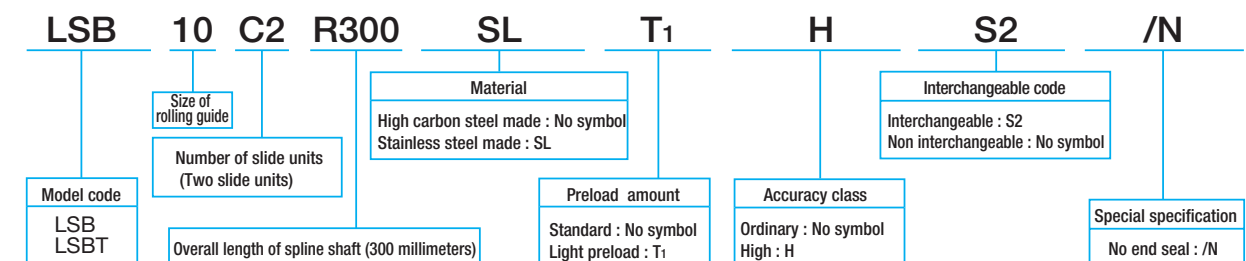 LSB 10 C2 R300 SL T1 H S2 /N
Size of
rolling guide
Material
High carbon steel made : No symbol
Stainless steel made : SL
Interchangeable code
Interchangeable : S2
Non interchangeable : No symbol
Number of slide units
(Two slide units)
Model code
LSB
LSBT
Overall length of spline shaft (300 millimeters)
Preload amount
Standard : No symbol
Light preload : T1
Accuracy class
Ordinary : No symbol
High : H
Special specification
No end seal : /N